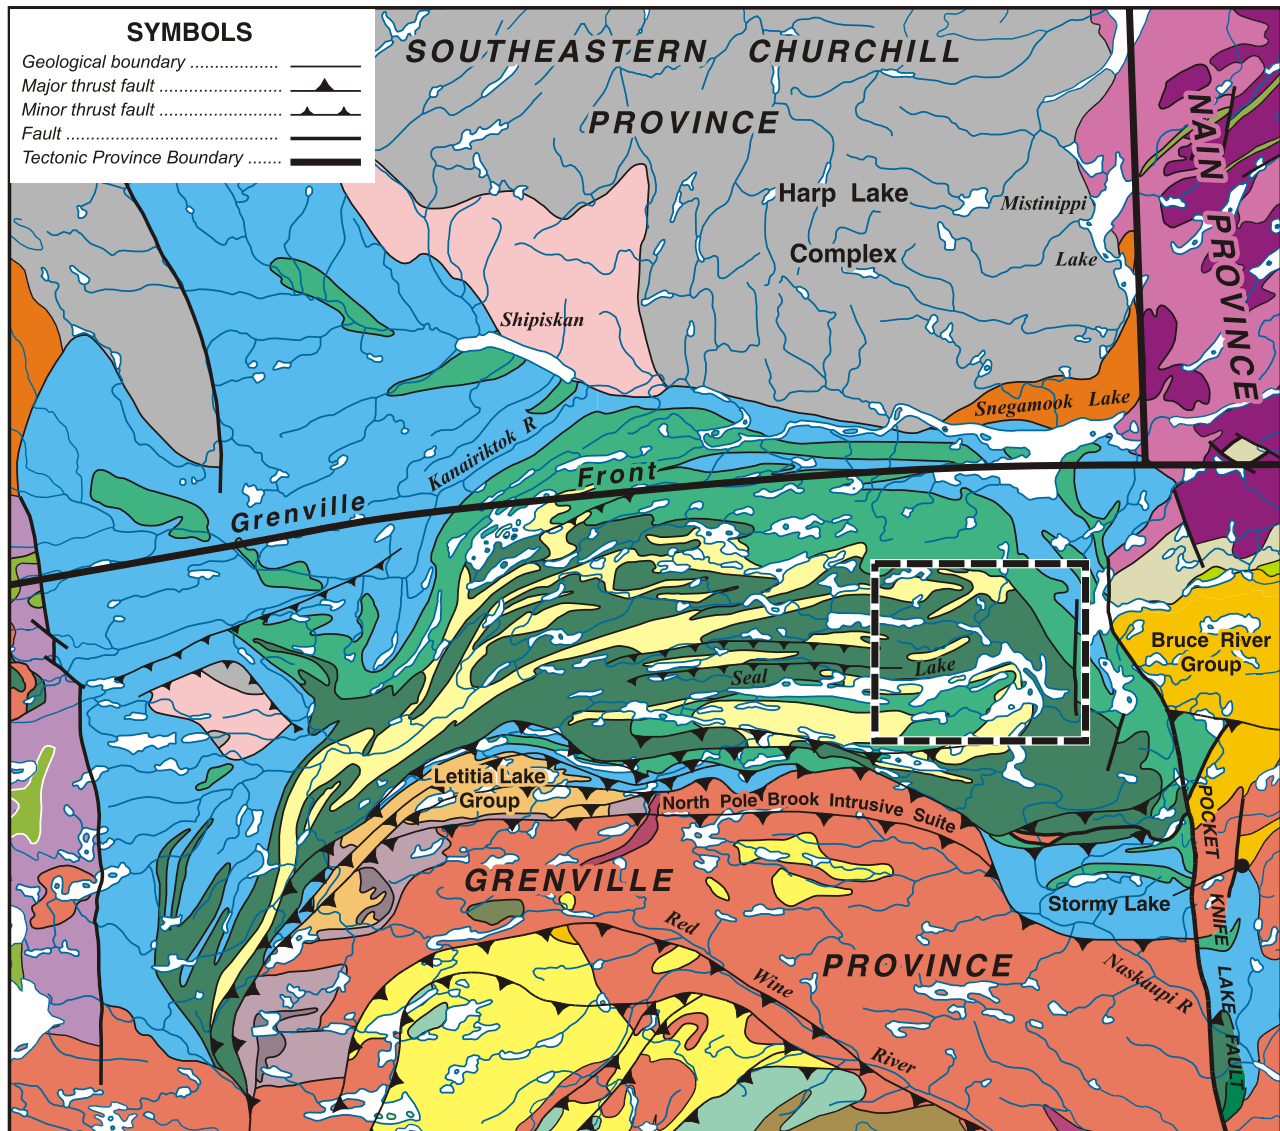 SYMBOLS
Geological boundary ..................
Major thrust fault .........................
Minor thrust fault .........................
Fault ...........................................
Tectonic Province Boundary .......
SOUTHEASTERN CHURCHILL
PROVINCE
NAIN PROVINCE
Harp Lake
Complex
Mistinippi
Lake
Shipiskan
Snegamook Lake
Kanairiktok R
Grenville Front
Bruce River
Group
Seal Lake
Letitia Lake
Group
North Pole Brook Intrusive Suite
POCKET KNIFE LAKE FAULT
GRENVILLE
Stormy Lake
PROVINCE
Red Wine River
Naskaupi R